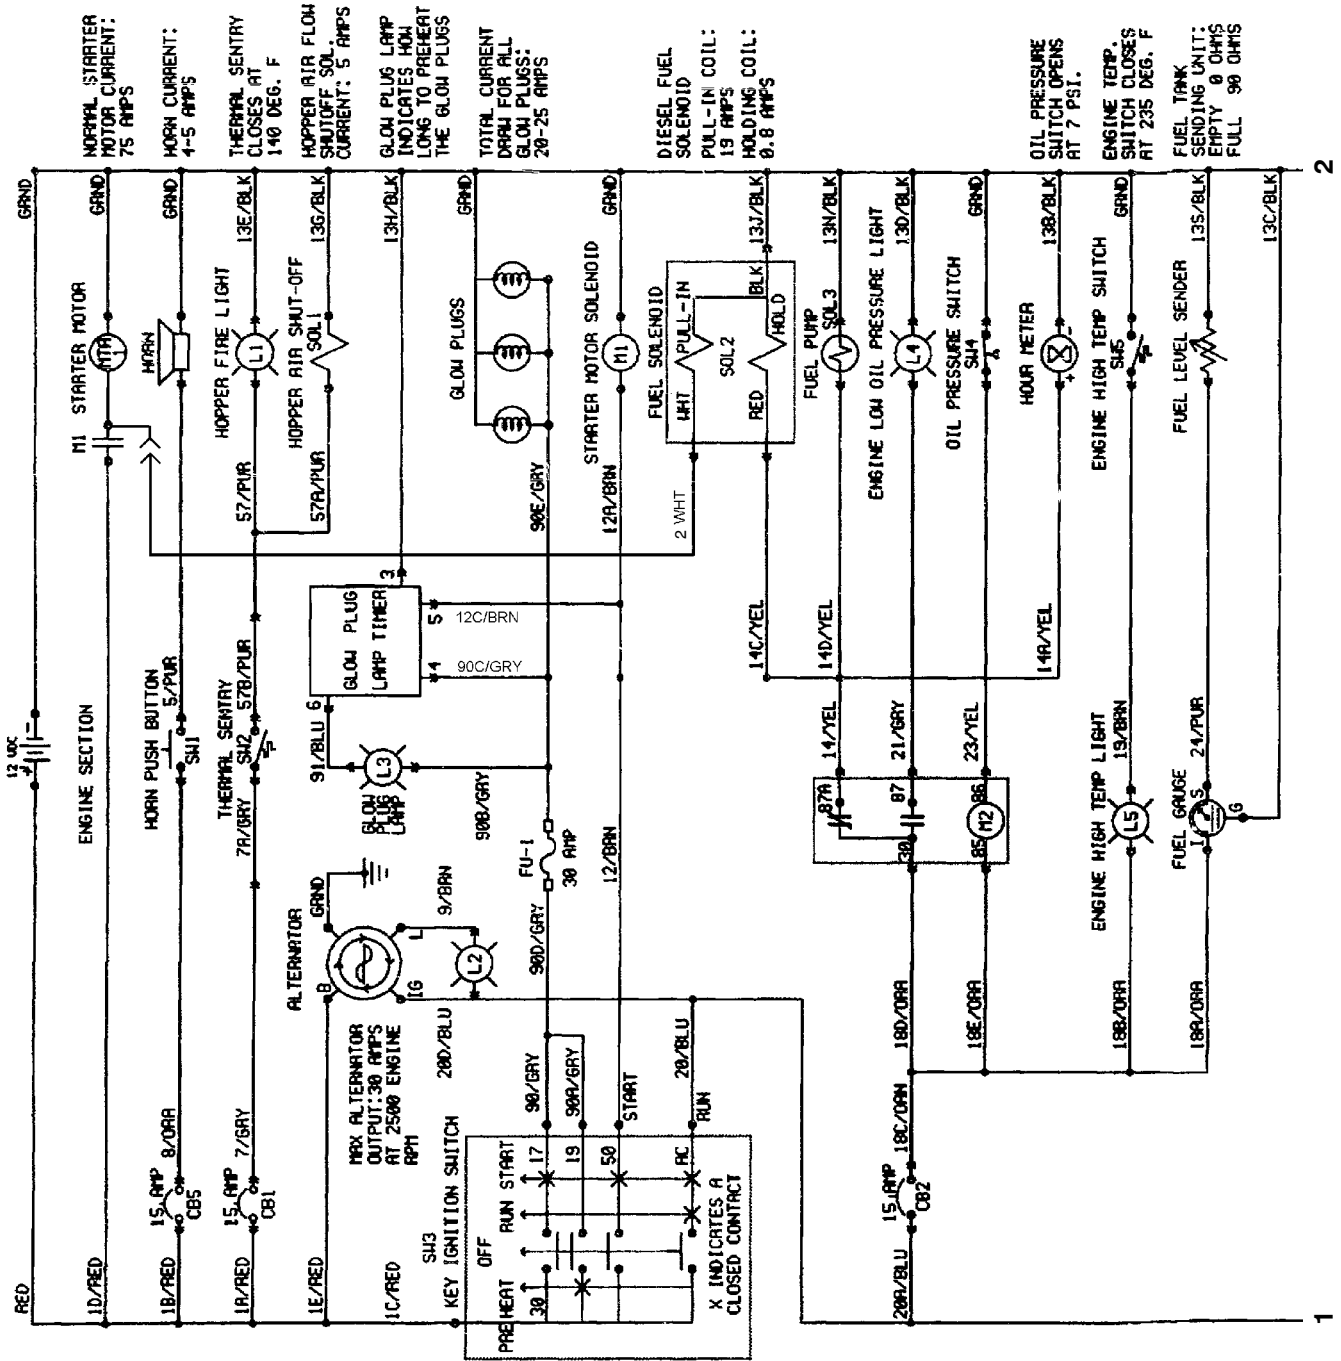 NORMAL STARTER
MOTOR CURRENT:
75 AMPS
HORN CURRENT:
4-5 AMPS
THERMAL SENTRY
CLOSES AT
140 DEG. F
HOPPER AIR FLOW
SHUTOFF SOL.
CURRENT: 5 AMPS
GLOW PLUG LAMP
INDICATES HOW
LONG TO PREHEAT
THE GLOW PLUGS
TOTAL CURRENT
DRAW FOR ALL
GLOW PLUGS:
20-25 AMPS
DIESEL FUEL
SOLENOID
PULL-IN COIL:
19 AMPS
HOLDING COIL:
0.8 AMPS
OIL PRESSURE
SWITCH OPENS
AT 7 PSI.
ENGINE TEMP.
SWITCH CLOSES
AT 235 DEG. F
FUEL TANK
SENDING UNIT:
EMPTY 0 OHMS
FULL 90 OHMS
RED
12 VDC
+
-
GRND
ENGINE SECTION
1D/RED
M1
STARTER MOTOR
MTR
1
GRND
1B/RED
15 AMP
CB5
8/ORA
HORN PUSH BUTTON
SW1
5/PUR
HORN
GRND
1A/RED
15 AMP
CB1
7/GRY
7A/GRY
THERMAL SENTRY
SW2
57B/PUR
57/PUR
HOPPER FIRE LIGHT
L1
13E/BLK
57A/PUR
HOPPER AIR SHUT-OFF
SOL1
13G/BLK
1E/RED
MAX ALTERNATOR
OUTPUT:30 AMPS
AT 2500 ENGINE
RPM
ALTERNATOR
B
GRND
IG
L
20D/BLU
L2
9/BRN
GLOW
PLUG
LAMP
L3
91/BLU
90B/GRY
GLOW PLUG
LAMP TIMER
6
3
4
5
90C/GRY
12C/BRN
13H/BLK
1C/RED
KEY IGNITION SWITCH
SW3
PREHEAT
OFF
RUN
START
30
17
19
50
AC
X INDICATES A
CLOSED CONTACT
90/GRY
90A/GRY
START
RUN
20/BLU
90D/GRY
FU-1
30 AMP
90E/GRY
GLOW PLUGS
GRND
12/BRN
12A/BRN
STARTER MOTOR SOLENOID
M1
GRND
2 WHT
FUEL SOLENOID
WHT
PULL-IN
SOL2
RED
HOLD
BLK
13J/BLK
14C/YEL
14D/YEL
FUEL PUMP
SOL3
13N/BLK
14/YEL
87A
87
30
21/GRY
ENGINE LOW OIL PRESSURE LIGHT
L4
13D/BLK
85
M2
86
23/YEL
OIL PRESSURE SWITCH
SW4
GRND
14A/YEL
HOUR METER
+
-
13B/BLK
20A/BLU
15 AMP
CB2
18C/ORN
18D/ORA
18E/ORA
18B/ORA
ENGINE HIGH TEMP LIGHT
L5
19/BRN
ENGINE HIGH TEMP SWITCH
SW5
GRND
18A/ORA
FUEL GAUGE
I
S
G
24/PUR
FUEL LEVEL SENDER
13S/BLK
13C/BLK
1
2